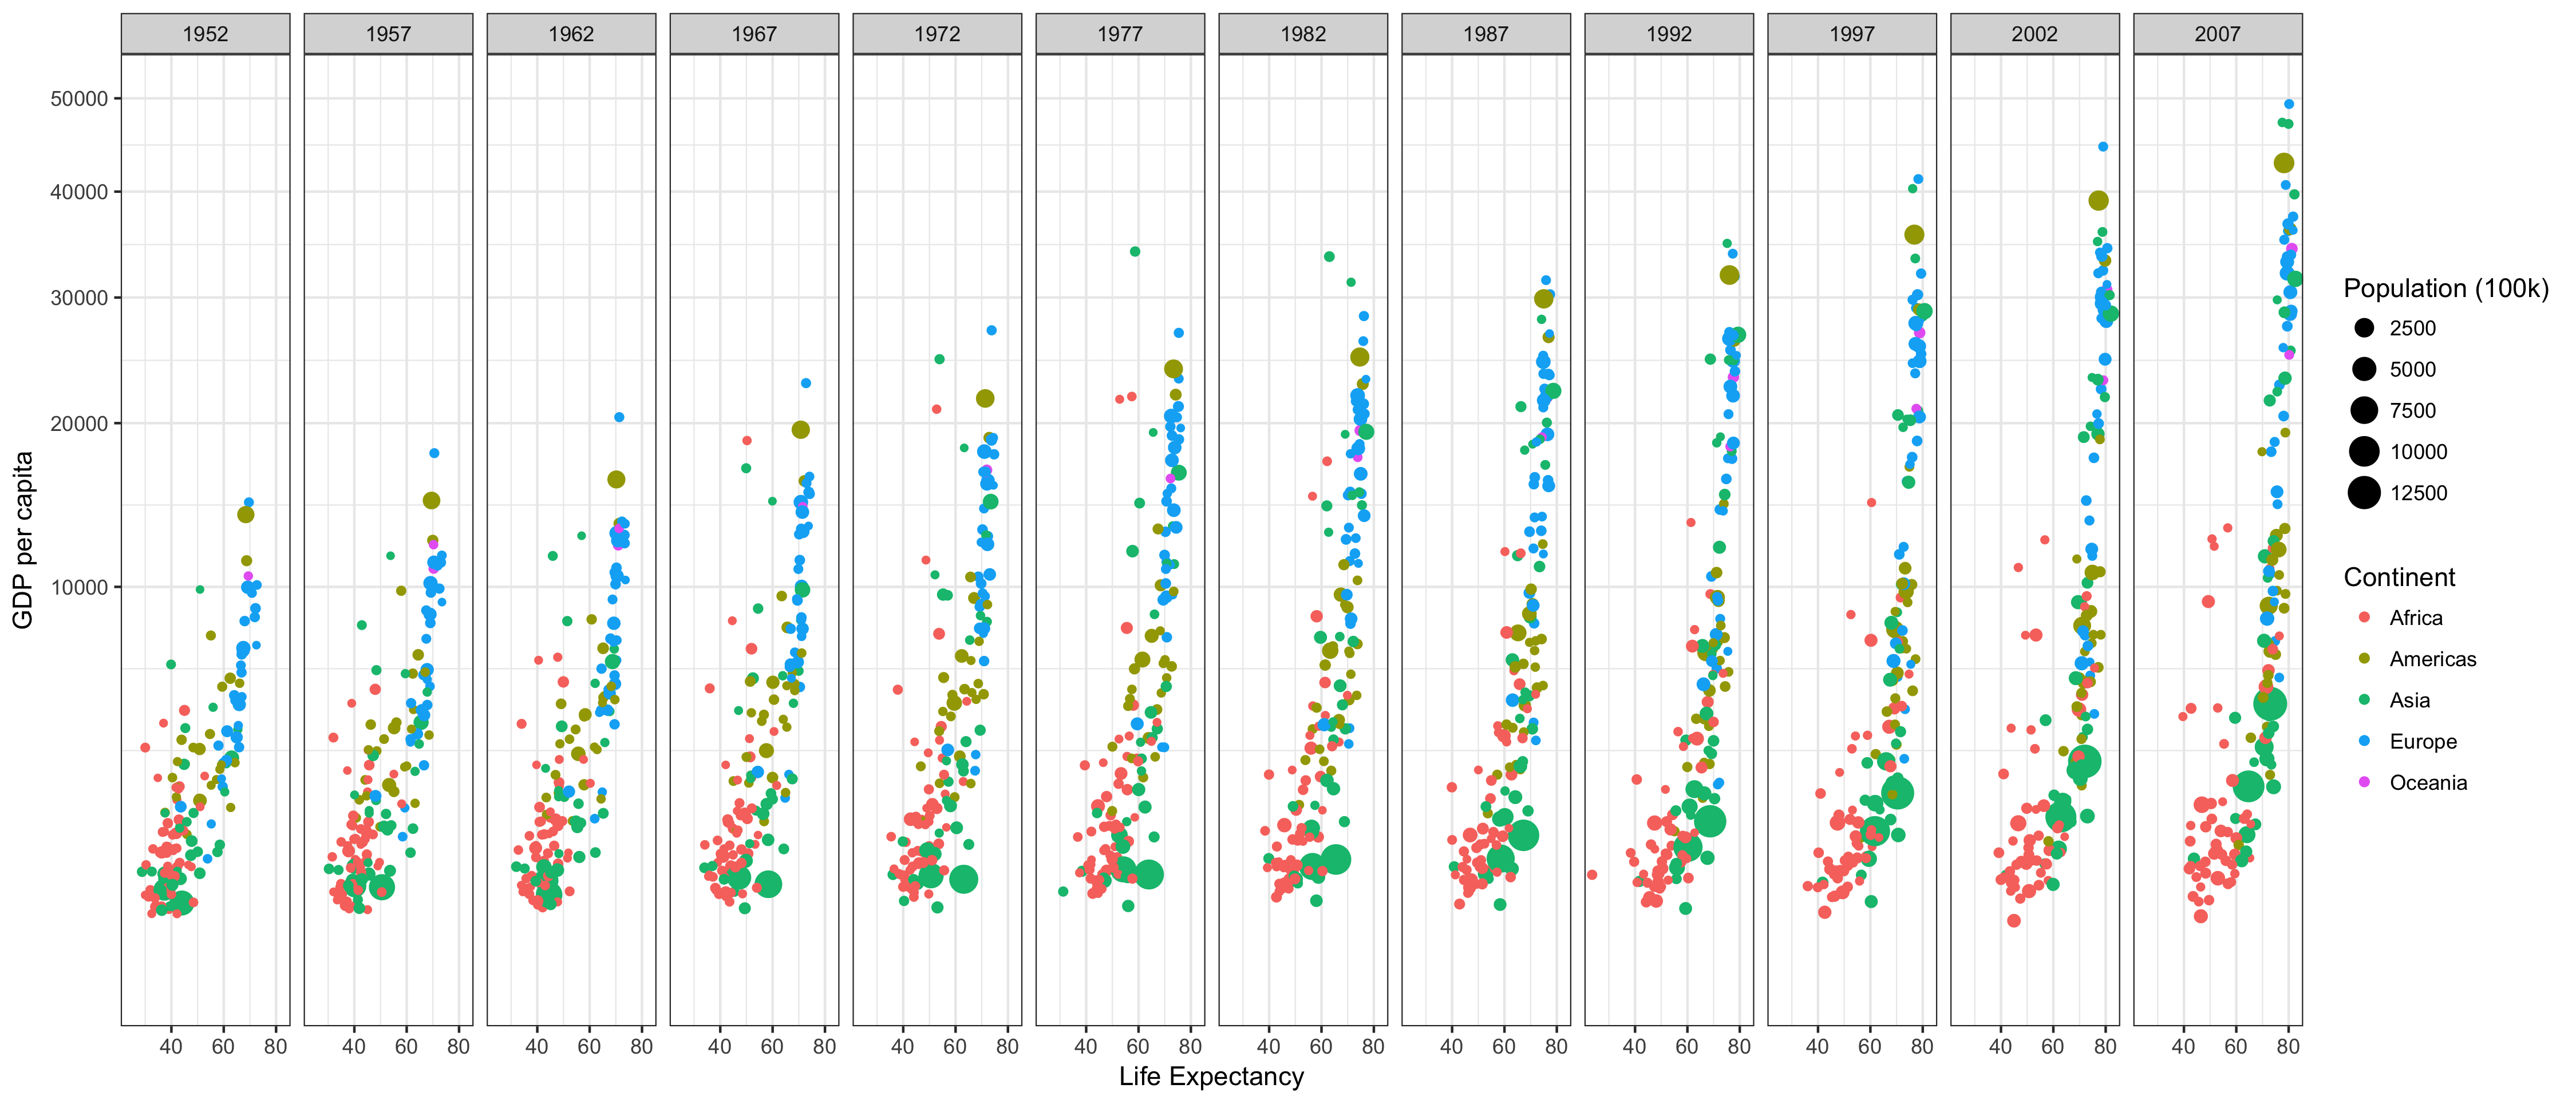 1952 1957 1962 1967 1972 1977 1982 1987 1992 1997 2002 2007
50000
40000
30000
20000
10000
GDP per capita
40 60 80 40 60 80 40 60 80 40 60 80 40 60 80 40 60 80 40 60 80 40 60 80 40 60 80 40 60 80 40 60 80 40 60 80
Life Expectancy
Population (100k)
2500
5000
7500
10000
12500
Continent
Africa
Americas
Asia
Europe
Oceania